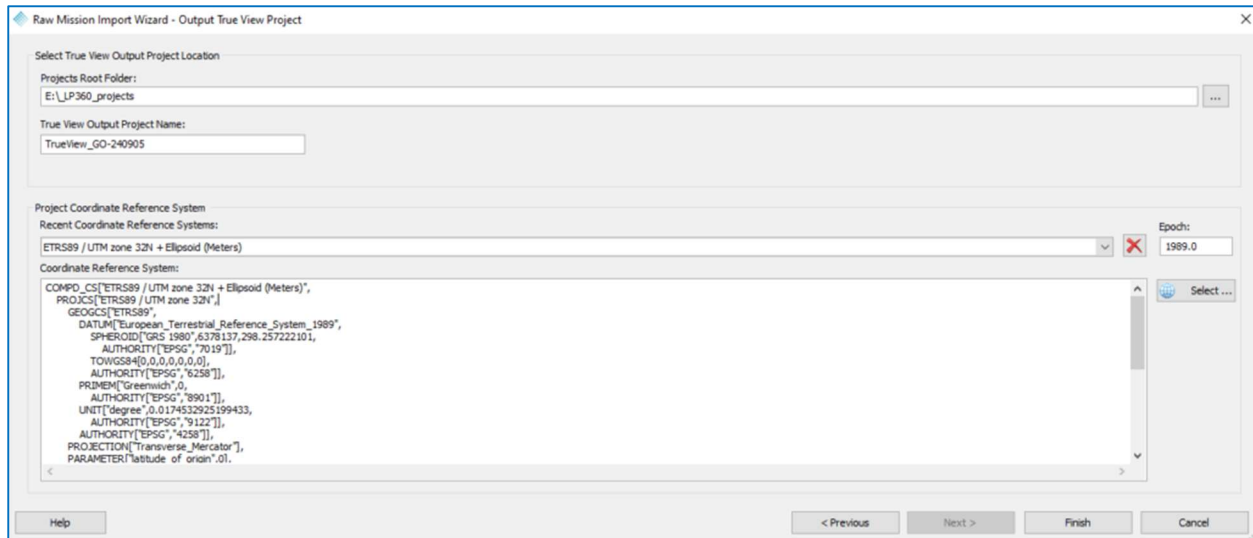 Raw Mission Import Wizard - Output True View Project
Select True View Output Project Location
Projects Root Folder:
E:\_LP360_projects
...
True View Output Project Name:
TrueView_GO-240905
Project Coordinate Reference System
Recent Coordinate Reference Systems:
Epoch:
ETRS89 / UTM zone 32N + Ellipsoid (Meters)
1989.0
Coordinate Reference System:
COMPD_CS["ETRS89 / UTM zone 32N + Ellipsoid (Meters)",
PROJCS["ETRS89 / UTM zone 32N",
GEOGCS["ETRS89",
DATUM["European_Terrestrial_Reference_System_1989",
SPHEROID["GRS 1980",6378137,298.257222101,
AUTHORITY["EPSG","7019"]],
TOWGS84[0,0,0,0,0,0,0],
AUTHORITY["EPSG","6258"]],
PRIMEM["Greenwich",0,
AUTHORITY["EPSG","8901"]],
UNIT["degree",0.0174532925199433,
AUTHORITY["EPSG","9122"]],
AUTHORITY["EPSG","4258"]],
PROJECTION["Transverse_Mercator"],
PARAMETER["latitude_of_origin",0],
Select ...
Help
< Previous
Next >
Finish
Cancel